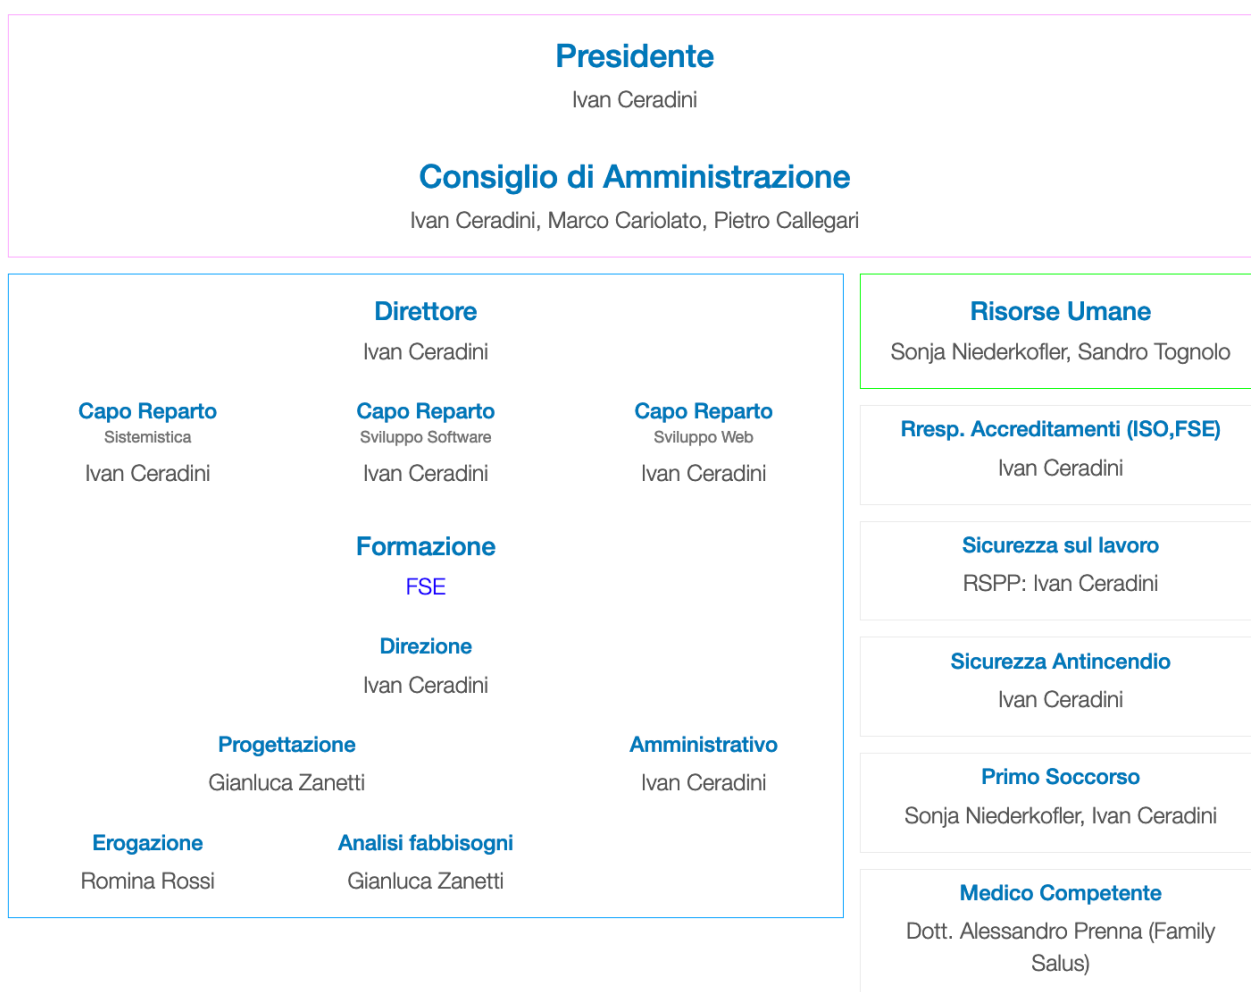 Presidente
Ivan Ceradini
Consiglio di Amministrazione
Ivan Ceradini, Marco Cariolato, Pietro Callegari
Direttore
Ivan Ceradini
Capo Reparto
Sistemistica
Ivan Ceradini
Capo Reparto
Sviluppo Software
Ivan Ceradini
Capo Reparto
Sviluppo Web
Ivan Ceradini
Formazione
FSE
Direzione
Ivan Ceradini
Progettazione
Gianluca Zanetti
Amministrativo
Ivan Ceradini
Erogazione
Romina Rossi
Analisi fabbisogni
Gianluca Zanetti
Risorse Umane
Sonja Niederkofler, Sandro Tognolo
Rresp. Accreditamenti (ISO,FSE)
Ivan Ceradini
Sicurezza sul lavoro
RSPP: Ivan Ceradini
Sicurezza Antincendio
Ivan Ceradini
Primo Soccorso
Sonja Niederkofler, Ivan Ceradini
Medico Competente
Dott. Alessandro Prenna (Family
Salus)